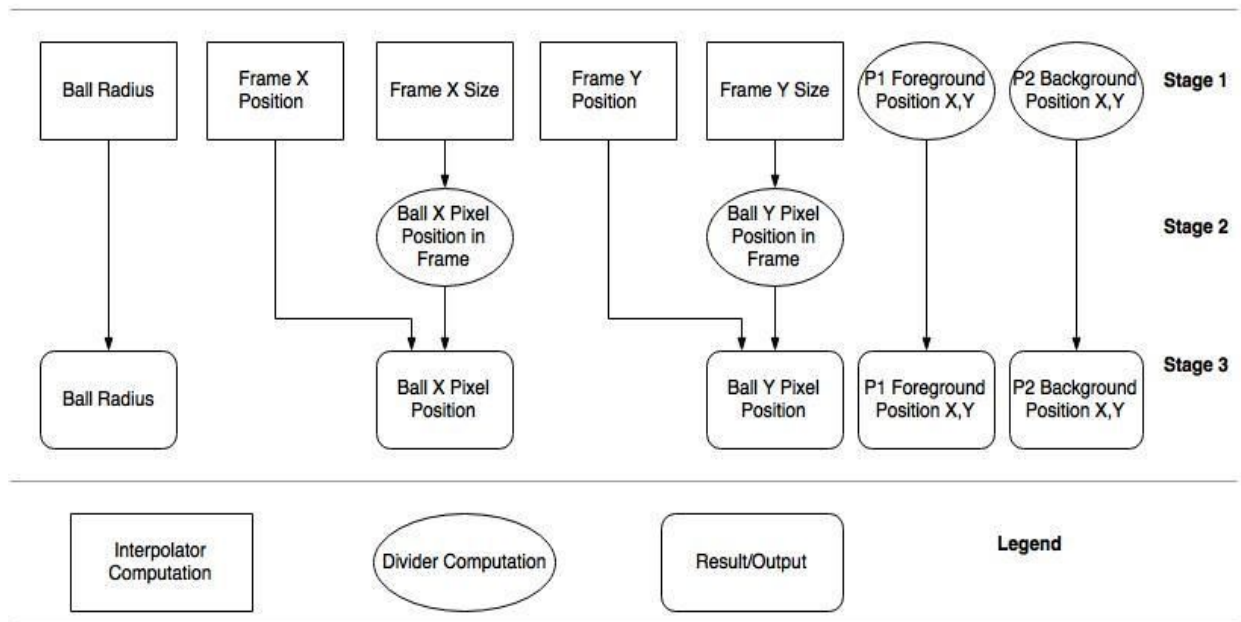 Ball Radius
Frame X
Position
Frame X Size
Frame Y
Position
Frame Y Size
P1 Foreground
Position X,Y
P2 Background
Position X,Y
Stage 1
Ball X Pixel
Position in
Frame
Ball Y Pixel
Position in
Frame
Stage 2
Ball Radius
Ball X Pixel
Position
Ball Y Pixel
Position
P1 Foreground
Position X,Y
P2 Background
Position X,Y
Stage 3
Interpolator
Computation
Divider Computation
Result/Output
Legend